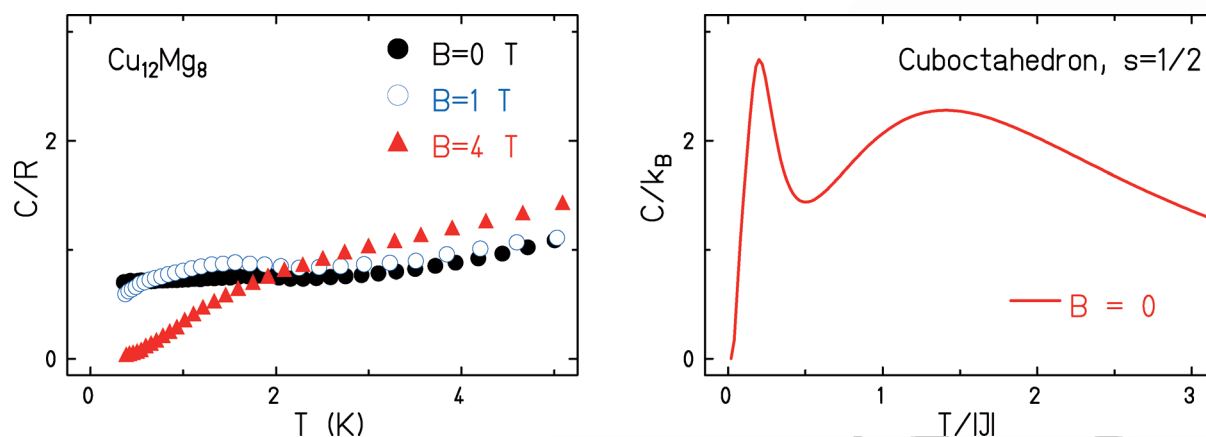 Cu₁₂Mg₈
B=0 T
B=1 T
B=4 T
C/R
2
0
0
2
4
T (K)
Cuboctahedron, s=1/2
C/k_B
2
0
B = 0
0
1
2
3
T/|J|